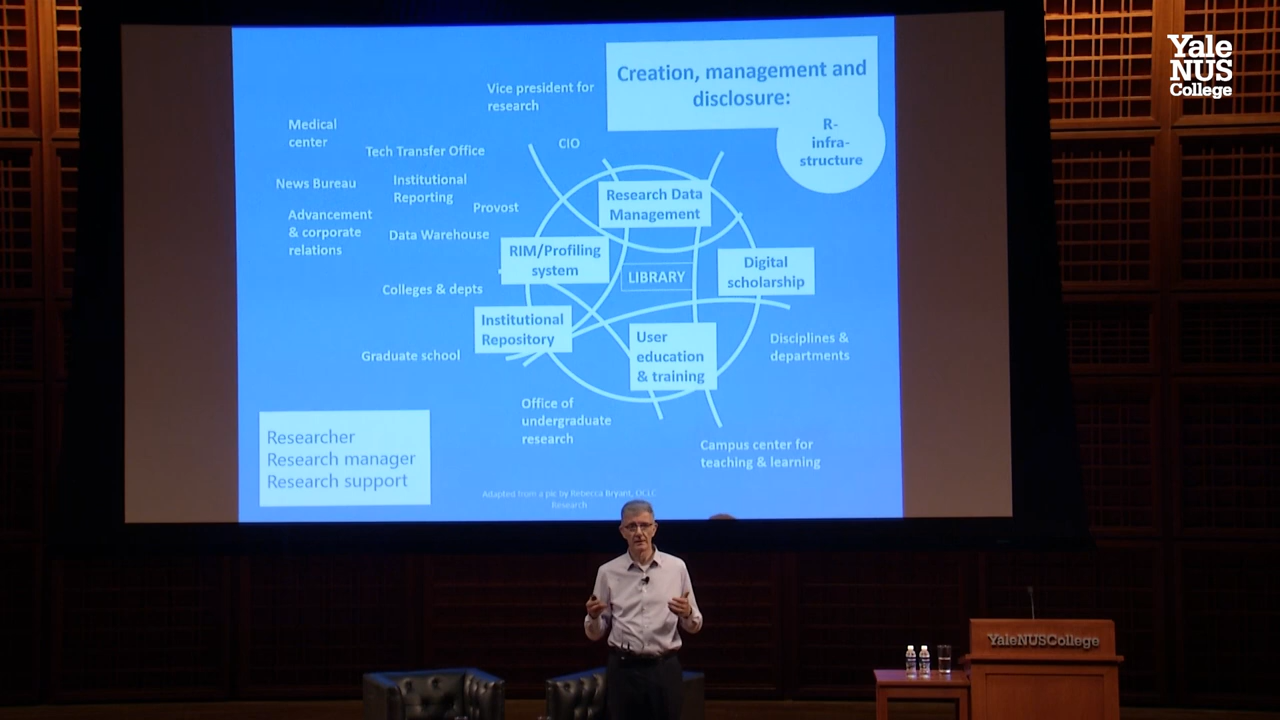 Yale
NUS
College
Creation, management and
disclosure:
R-
infra-
structure
Vice president for
research
CIO
Medical
center
Tech Transfer Office
News Bureau
Institutional
Reporting
Provost
Advancement
& corporate
relations
Data Warehouse
Research Data
Management
RIM/Profiling
system
LIBRARY
Digital
scholarship
Colleges & depts
Institutional
Repository
User
education
& training
Graduate school
Disciplines &
departments
Office of
undergraduate
research
Campus center for
teaching & learning
Researcher
Research manager
Research support
Adapted from a pic by Rebecca Bryant, OCLC
Research
YaleNUSCollege